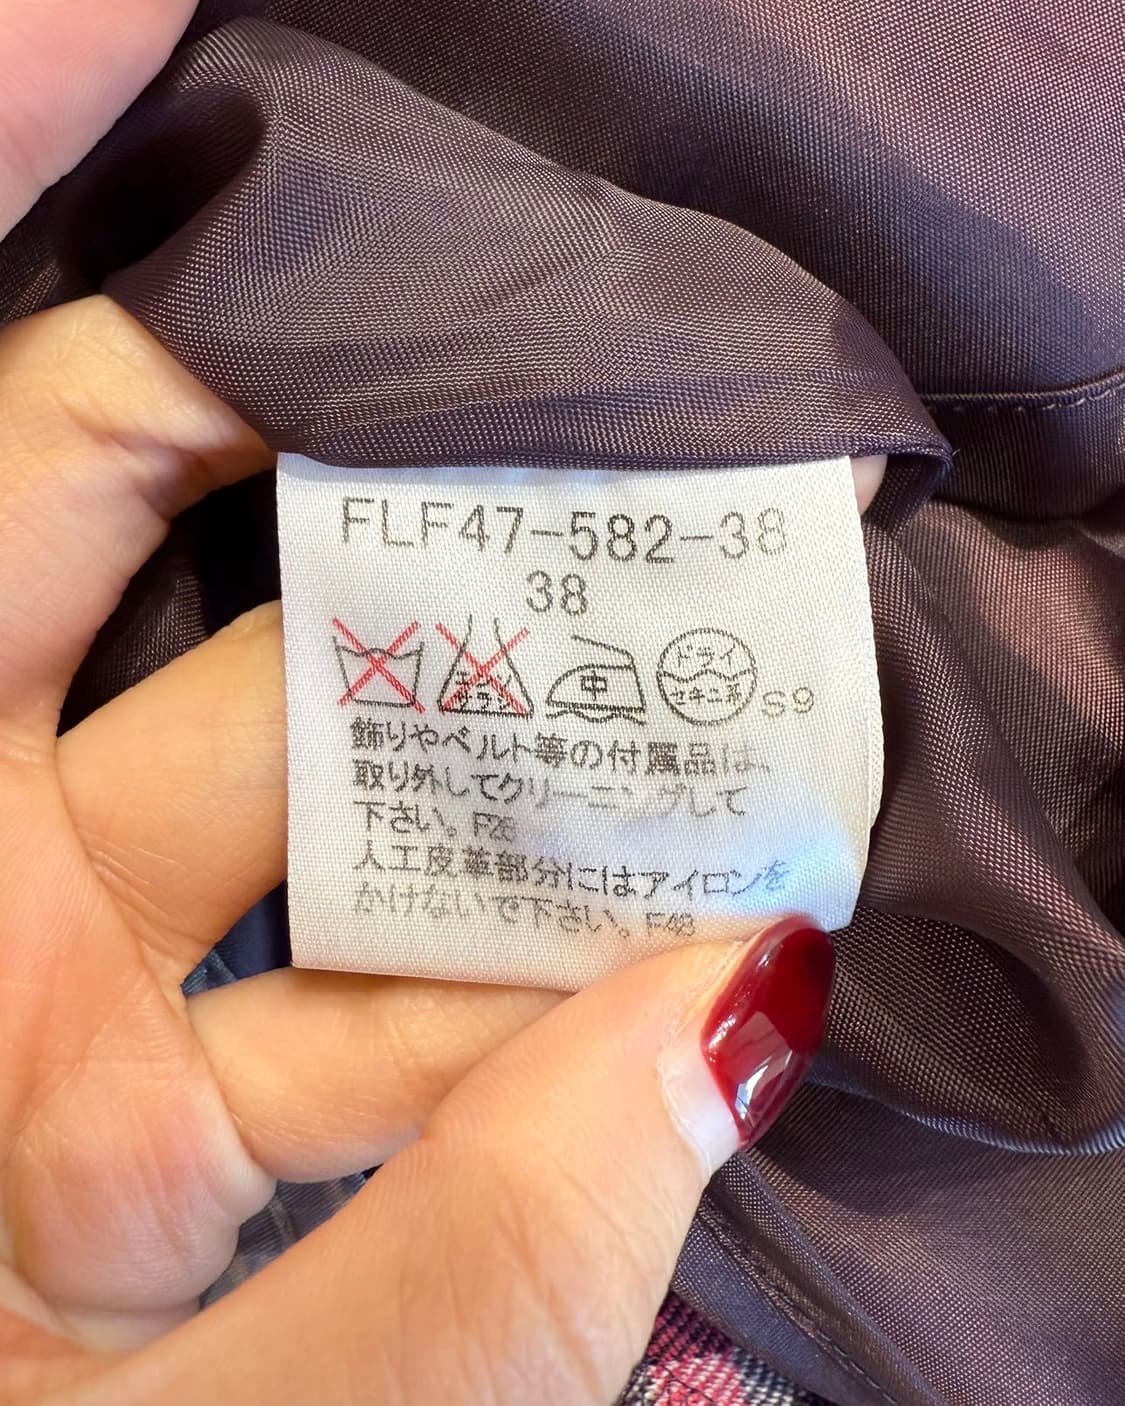 FLF47-582-38
38
エンソ
サラシ
中
ドライ
セキユ系
S9
飾りやベルト等の付属品は、
取り外してクリーニングして
下さい。F26
人工皮革部分にはアイロンを
かけないで下さい。F48